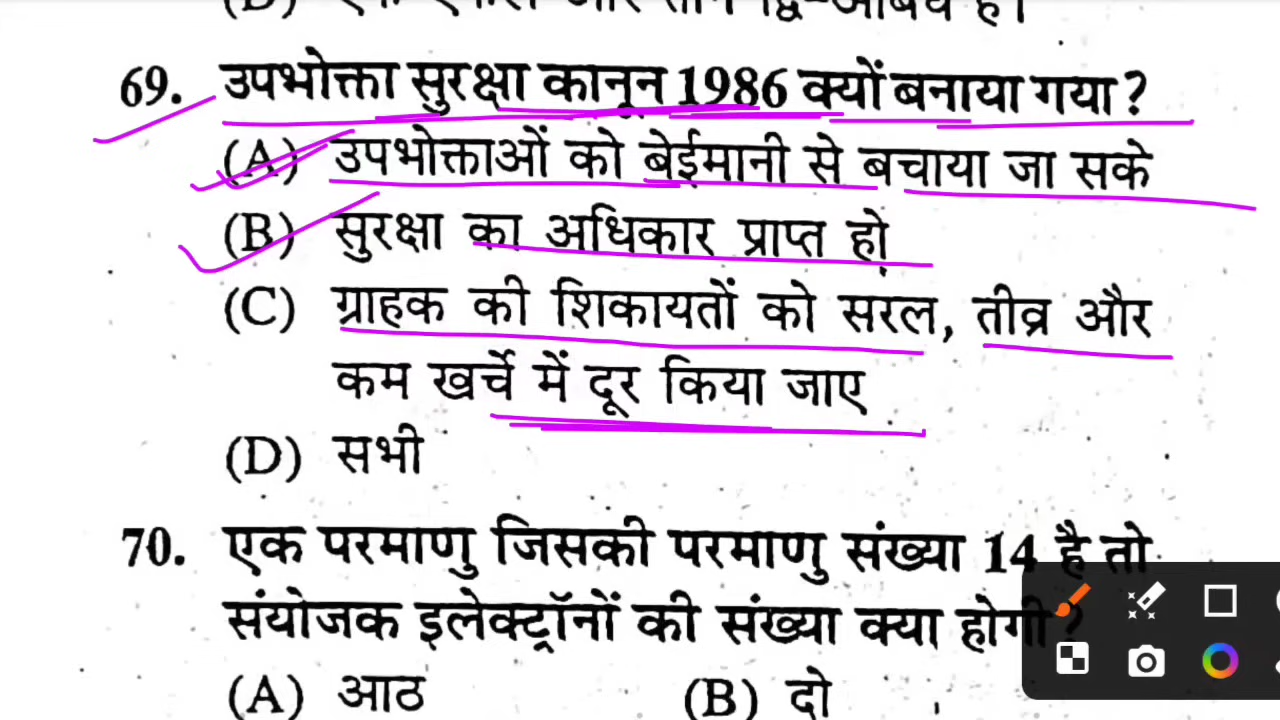 69. उपभोक्ता सुरक्षा कानून 1986 क्यों बनाया गया ?
(A) उपभोक्ताओं को बेईमानी से बचाया जा सके
(B) सुरक्षा का अधिकार प्राप्त हो
(C) ग्राहक की शिकायतों को सरल, तीव्र और
कम खर्चे में दूर किया जाए
(D) सभी
70. एक परमाणु जिसकी परमाणु संख्या 14 है तो
संयोजक इलेक्ट्रॉनों की संख्या क्या होगी ?
(A) आठ (B) दो